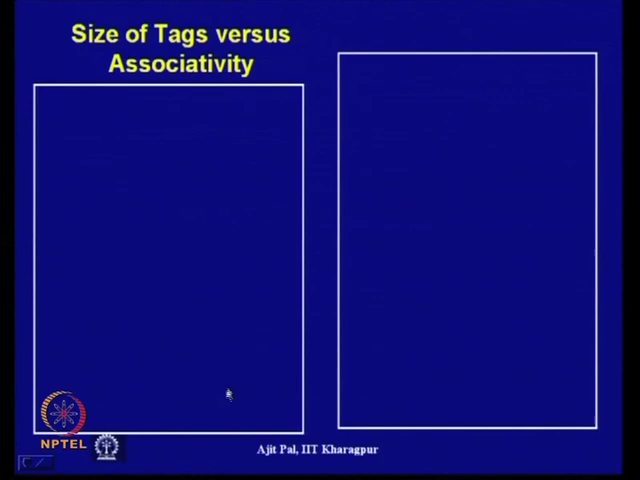 Size of Tags versus
Associativity
NPTEL
Ajit Pal, IIT Kharagpur